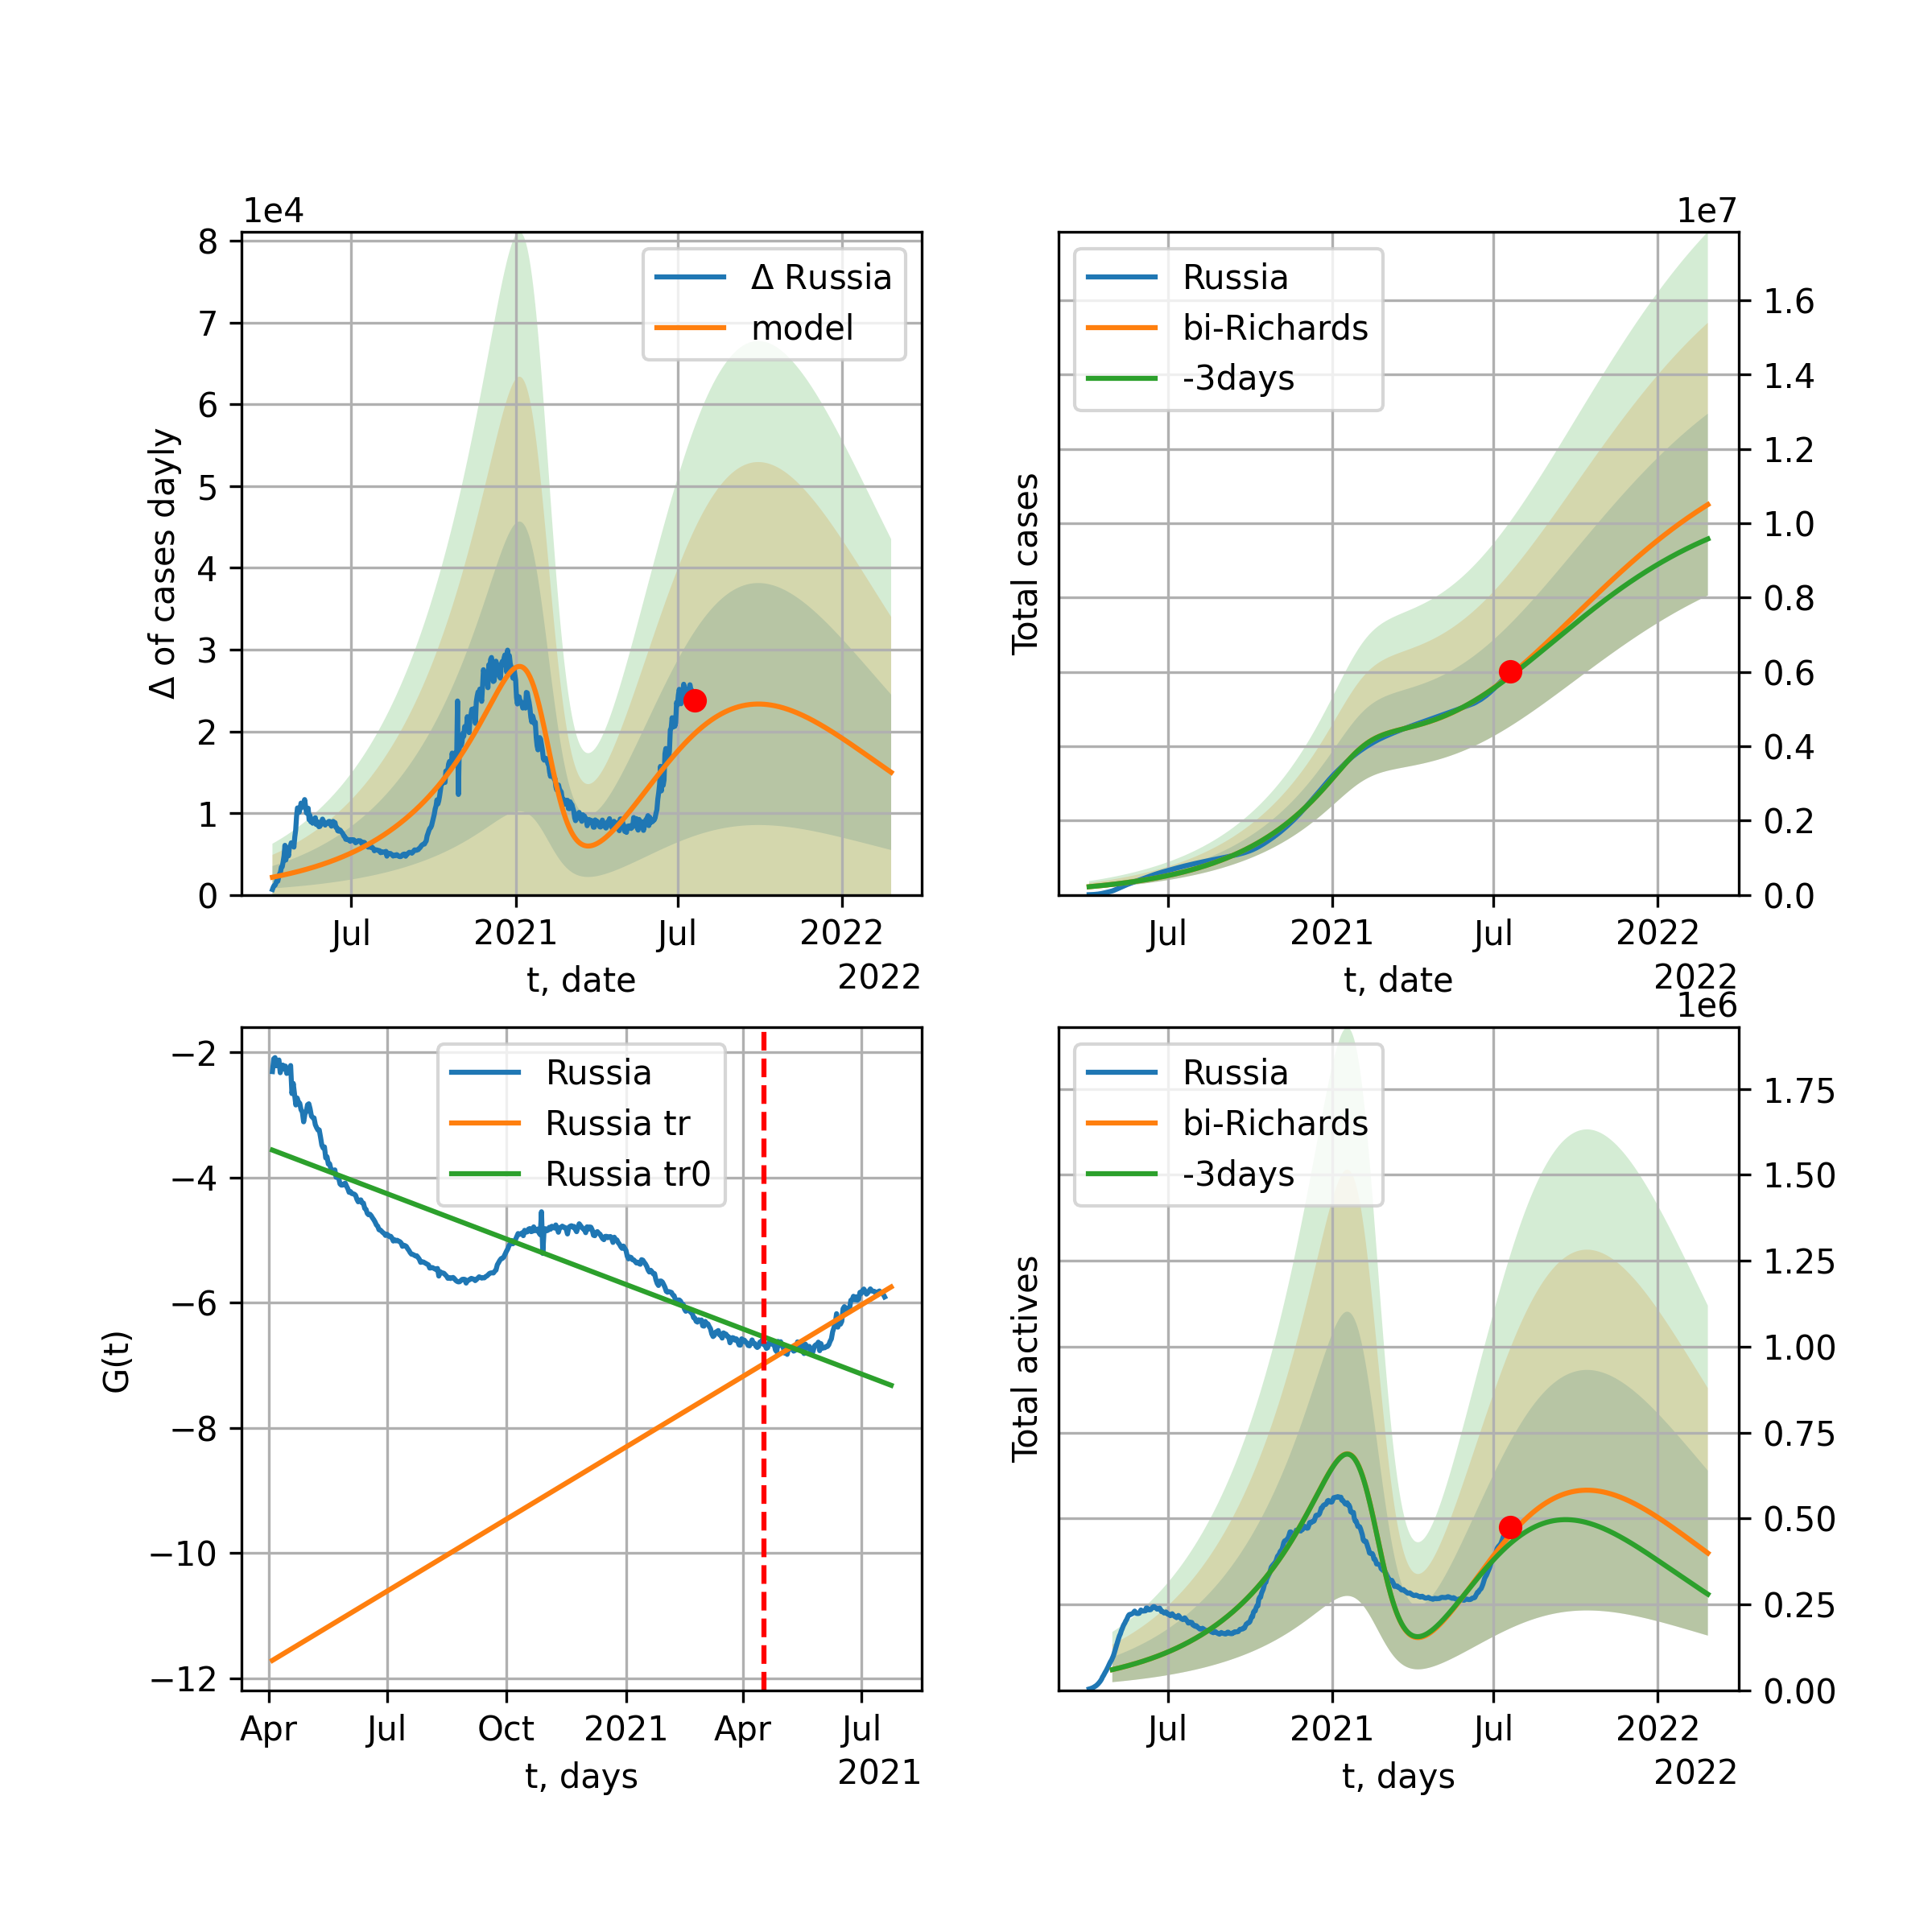 1e4
8
7
6
5
4
3
2
1
0
Δ of cases dayly
Δ Russia
model
Jul
2021
Jul
2022
t, date
2022
1e7
Russia
bi-Richards
-3days
Total cases
1.6
1.4
1.2
1.0
0.8
0.6
0.4
0.2
0.0
Jul
2021
Jul
2022
t, date
2022
−2
−4
−6
−8
−10
−12
G(t)
Russia
Russia tr
Russia tr0
Apr
Jul
Oct
2021
Apr
Jul
t, days
2021
1e6
Russia
bi-Richards
-3days
Total actives
1.75
1.50
1.25
1.00
0.75
0.50
0.25
0.00
Jul
2021
Jul
2022
t, days
2022